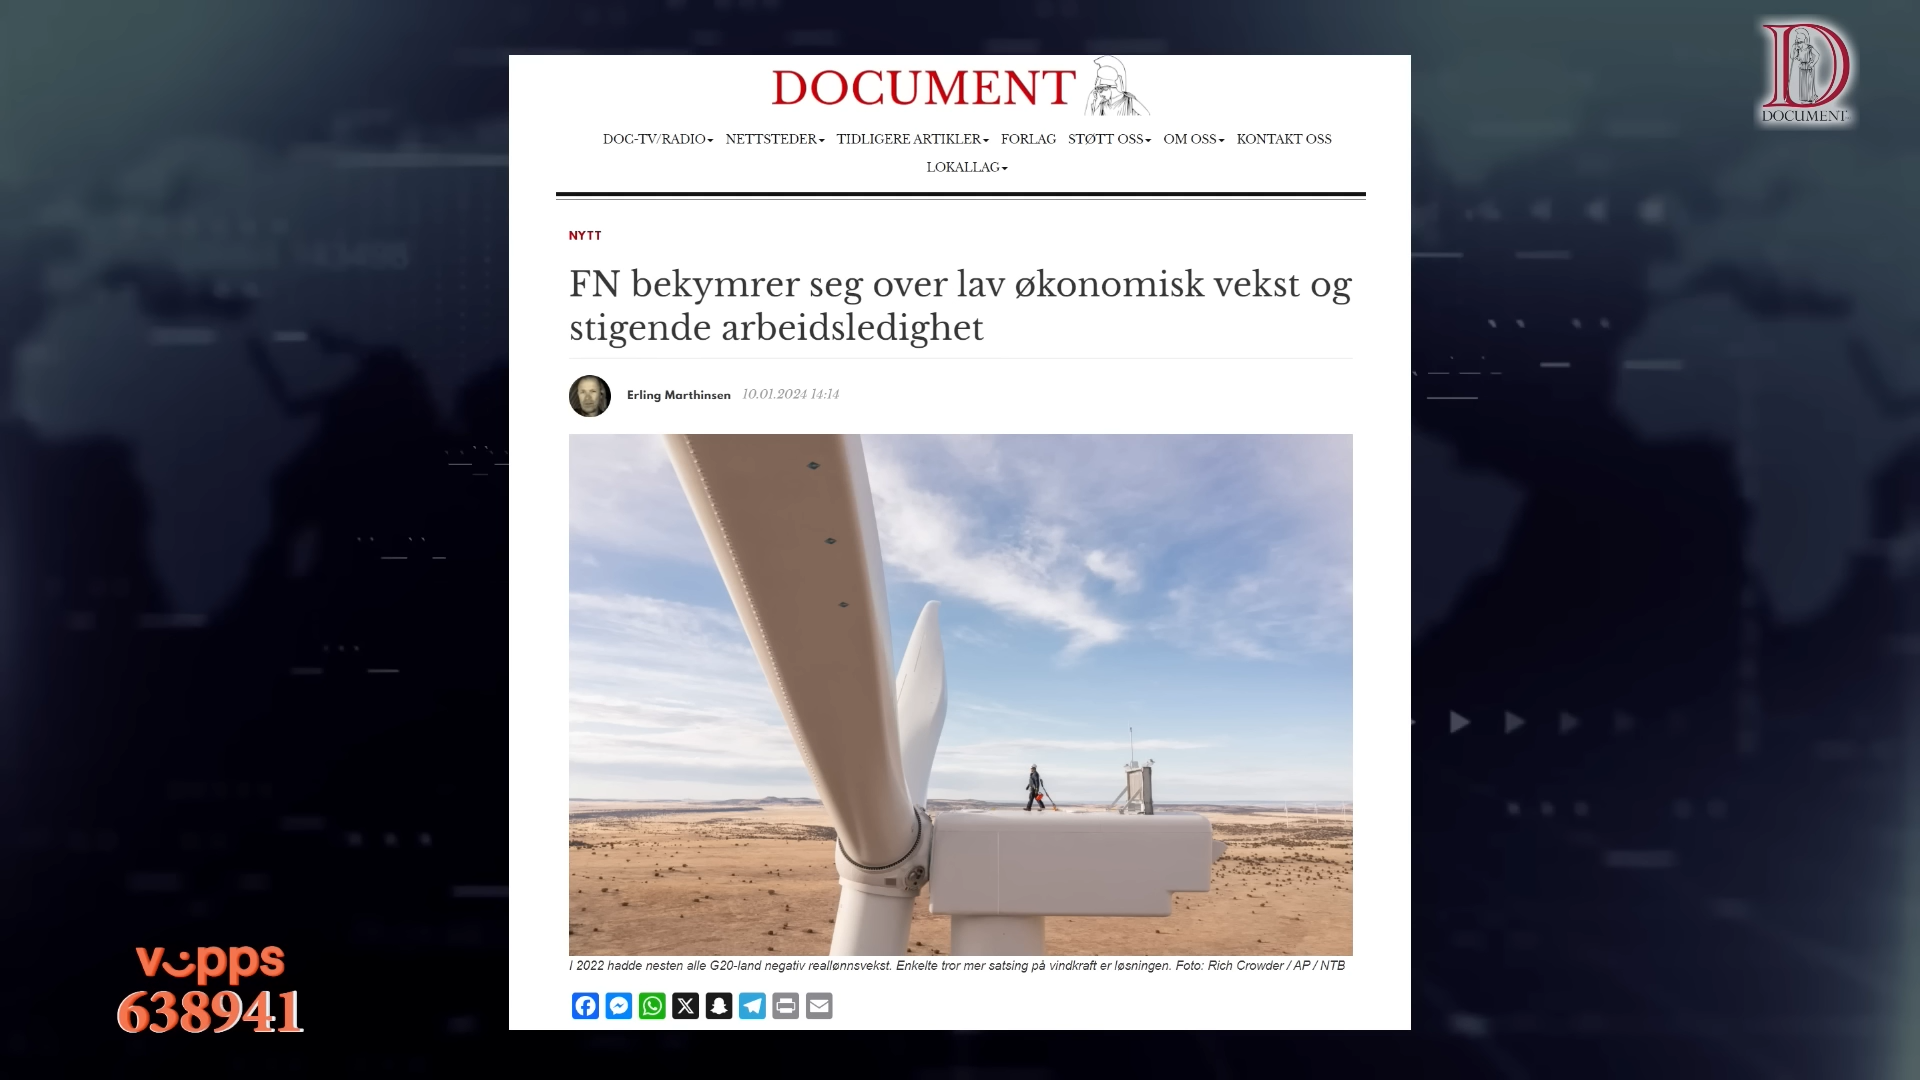 DOCUMENT
DOCUMENT
DOC-TV/RADIO NETTSTEDER TIDLIGERE ARTIKLER FORLAG STØTT OSS OM OSS KONTAKT OSS
LOKALLAG
NYTT
FN bekymrer seg over lav økonomisk vekst og
stigende arbeidsledighet
Erling Marthinsen 10.01.2024 14:14
I 2022 hadde nesten alle G20-land negativ reallønnsvekst. Enkelte tror mer satsing på vindkraft er løsningen. Foto: Rich Crowder / AP / NTB
vipps
638941